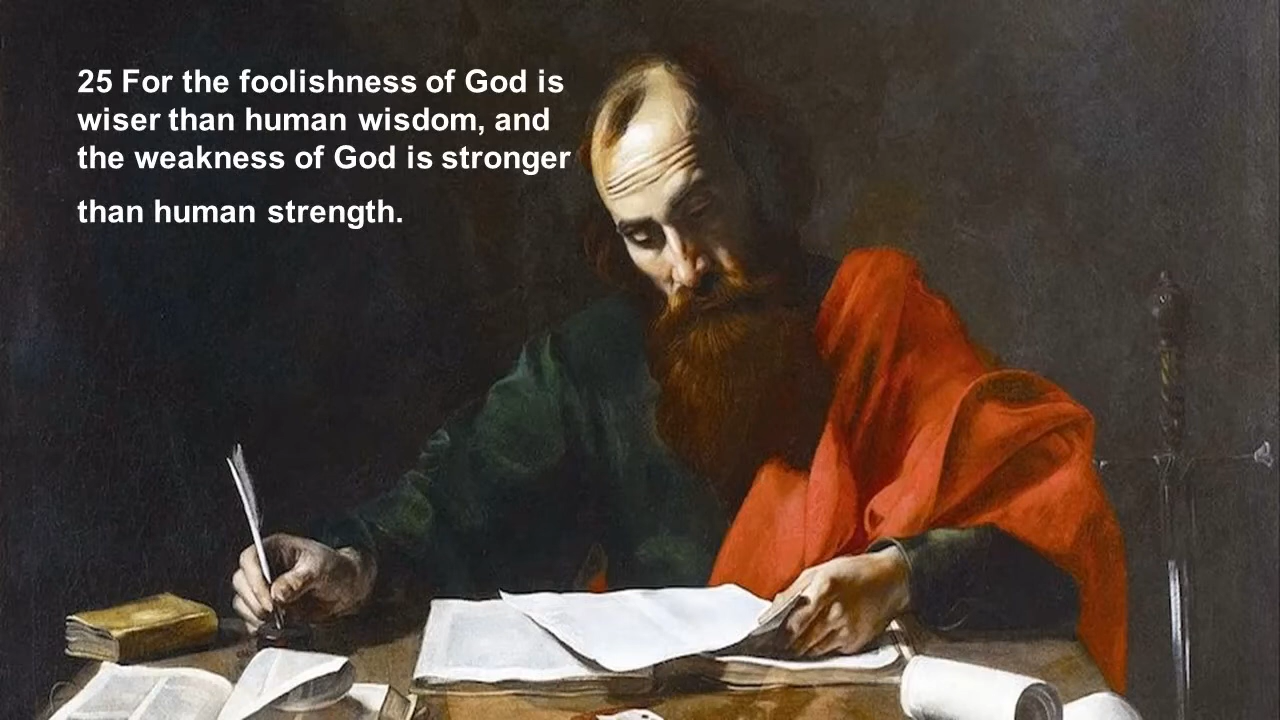 25 For the foolishness of God is
wiser than human wisdom, and
the weakness of God is stronger
than human strength.